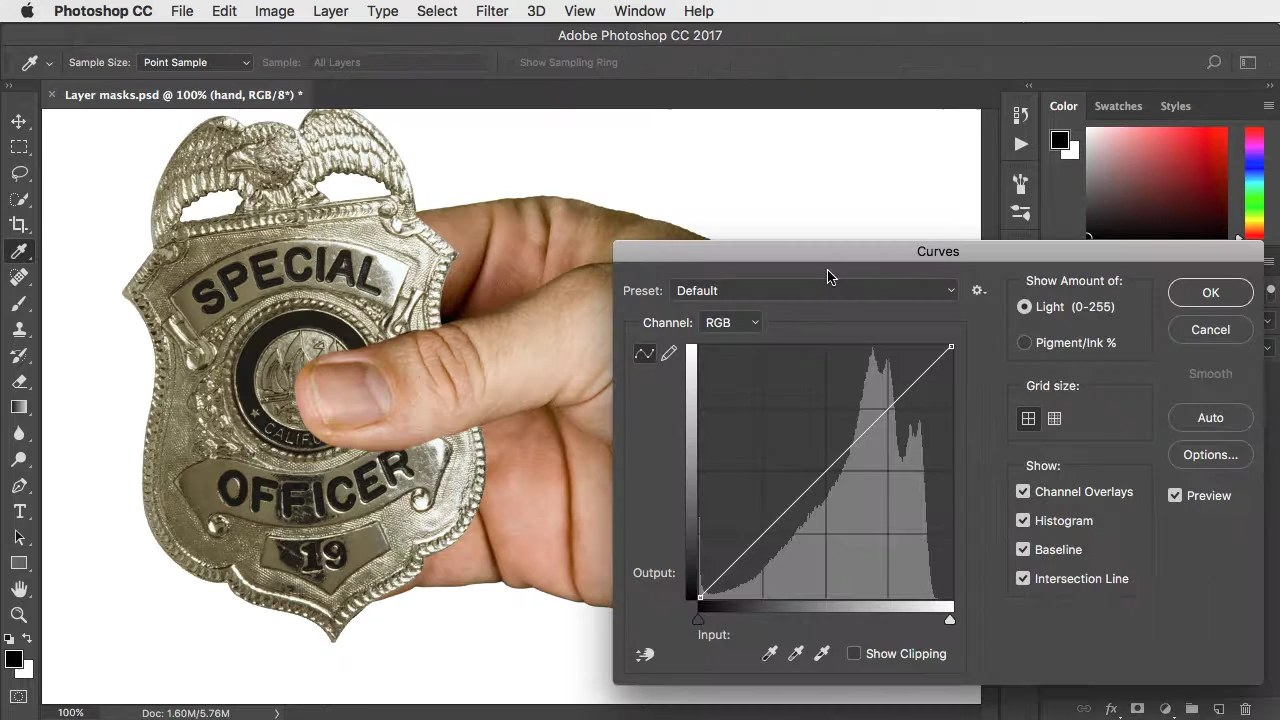 Photoshop CC File Edit Image Layer Type Select Filter 3D View Window Help
Adobe Photoshop CC 2017
Sample Size: Point Sample Sample: All Layers Show Sampling Ring
Layer masks.psd @ 100% (hand, RGB/8*) *
Color Swatches Styles
SPECIAL
CALIFO
OFFICER
19
Curves
Preset: Default
Channel: RGB
Output:
Input:
Show Clipping
Show Amount of:
Light (0-255)
Pigment/Ink %
Grid size:
Show:
Channel Overlays
Histogram
Baseline
Intersection Line
OK
Cancel
Smooth
Auto
Options...
Preview
100% Doc: 1.60M/5.76M